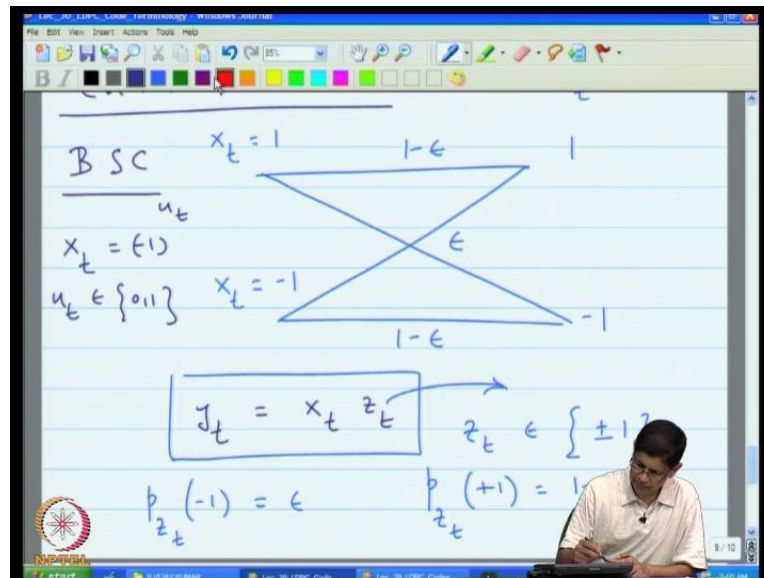 Lec_30_LDPC_Code_Terminology - Windows Journal
File Edit View Insert Actions Tools Help
85%
B I
BSC
x_t = 1
1-ϵ
1
x_t = (-1)^{u_t}
ϵ
u_t ϵ {0,1}
x_t = -1
-1
1-ϵ
y_t = x_t z_t
z_t ϵ {±1
p_{z_t}(-1) = ϵ
p_{z_t}(+1) = 1-
9/10
NPTEL
start